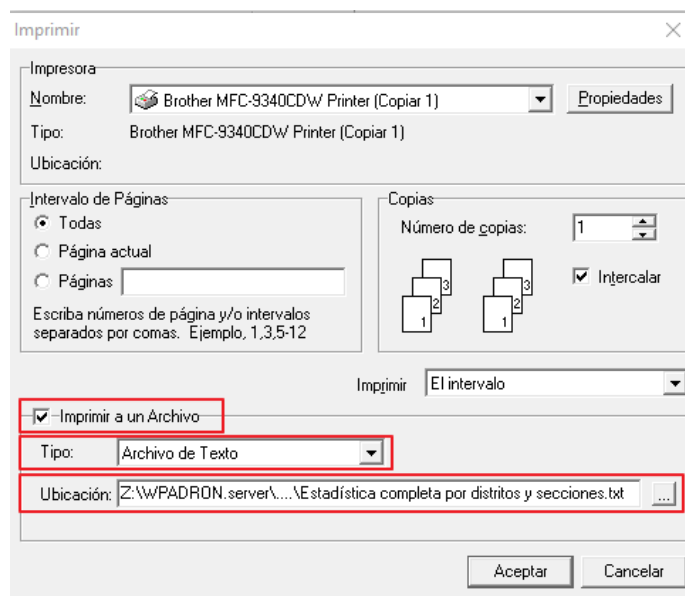 Imprimir
Impresora
Nombre: Brother MFC-9340CDW Printer (Copiar 1) Propiedades
Tipo: Brother MFC-9340CDW Printer (Copiar 1)
Ubicación:
Intervalo de Páginas
Todas
Página actual
Páginas
Escriba números de página y/o intervalos
separados por comas. Ejemplo, 1,3,5-12
Copias
Número de copias: 1
1 2 3 1 2 3
Intercalar
Imprimir El intervalo
Imprimir a un Archivo
Tipo: Archivo de Texto
Ubicación: Z:\WPADRON.server\....\Estadística completa por distritos y secciones.txt ...
Aceptar Cancelar